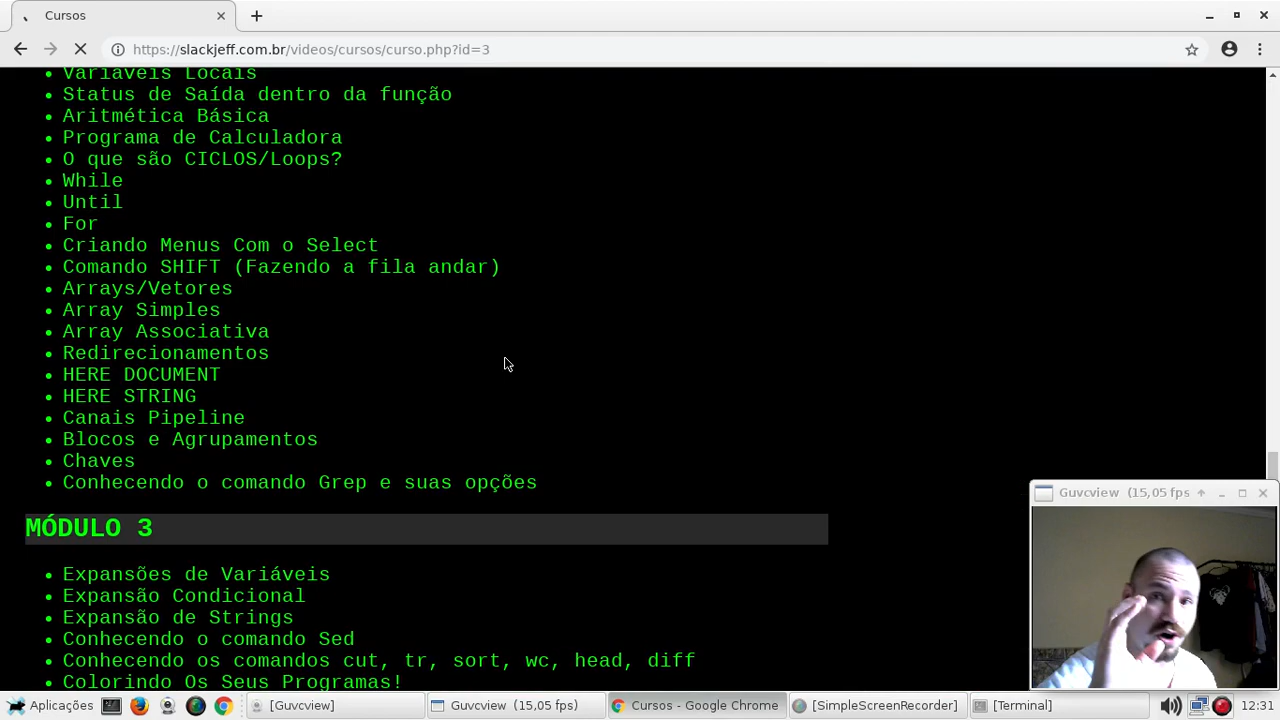 Cursos
https://slackjeff.com.br/videos/cursos/curso.php?id=3
Variáveis Locais
Status de Saída dentro da função
Aritmética Básica
Programa de Calculadora
O que são CICLOS/Loops?
While
Until
For
Criando Menus Com o Select
Comando SHIFT (Fazendo a fila andar)
Arrays/Vetores
Array Simples
Array Associativa
Redirecionamentos
HERE DOCUMENT
HERE STRING
Canais Pipeline
Blocos e Agrupamentos
Chaves
Conhecendo o comando Grep e suas opções
MÓDULO 3
Expansões de Variáveis
Expansão Condicional
Expansão de Strings
Conhecendo o comando Sed
Conhecendo os comandos cut, tr, sort, wc, head, diff
Colorindo Os Seus Programas!
Guvcview (15,05 fps
Aplicações [Guvcview] Guvcview (15,05 fps) Cursos - Google Chrome [SimpleScreenRecorder] [Terminal] 12:31